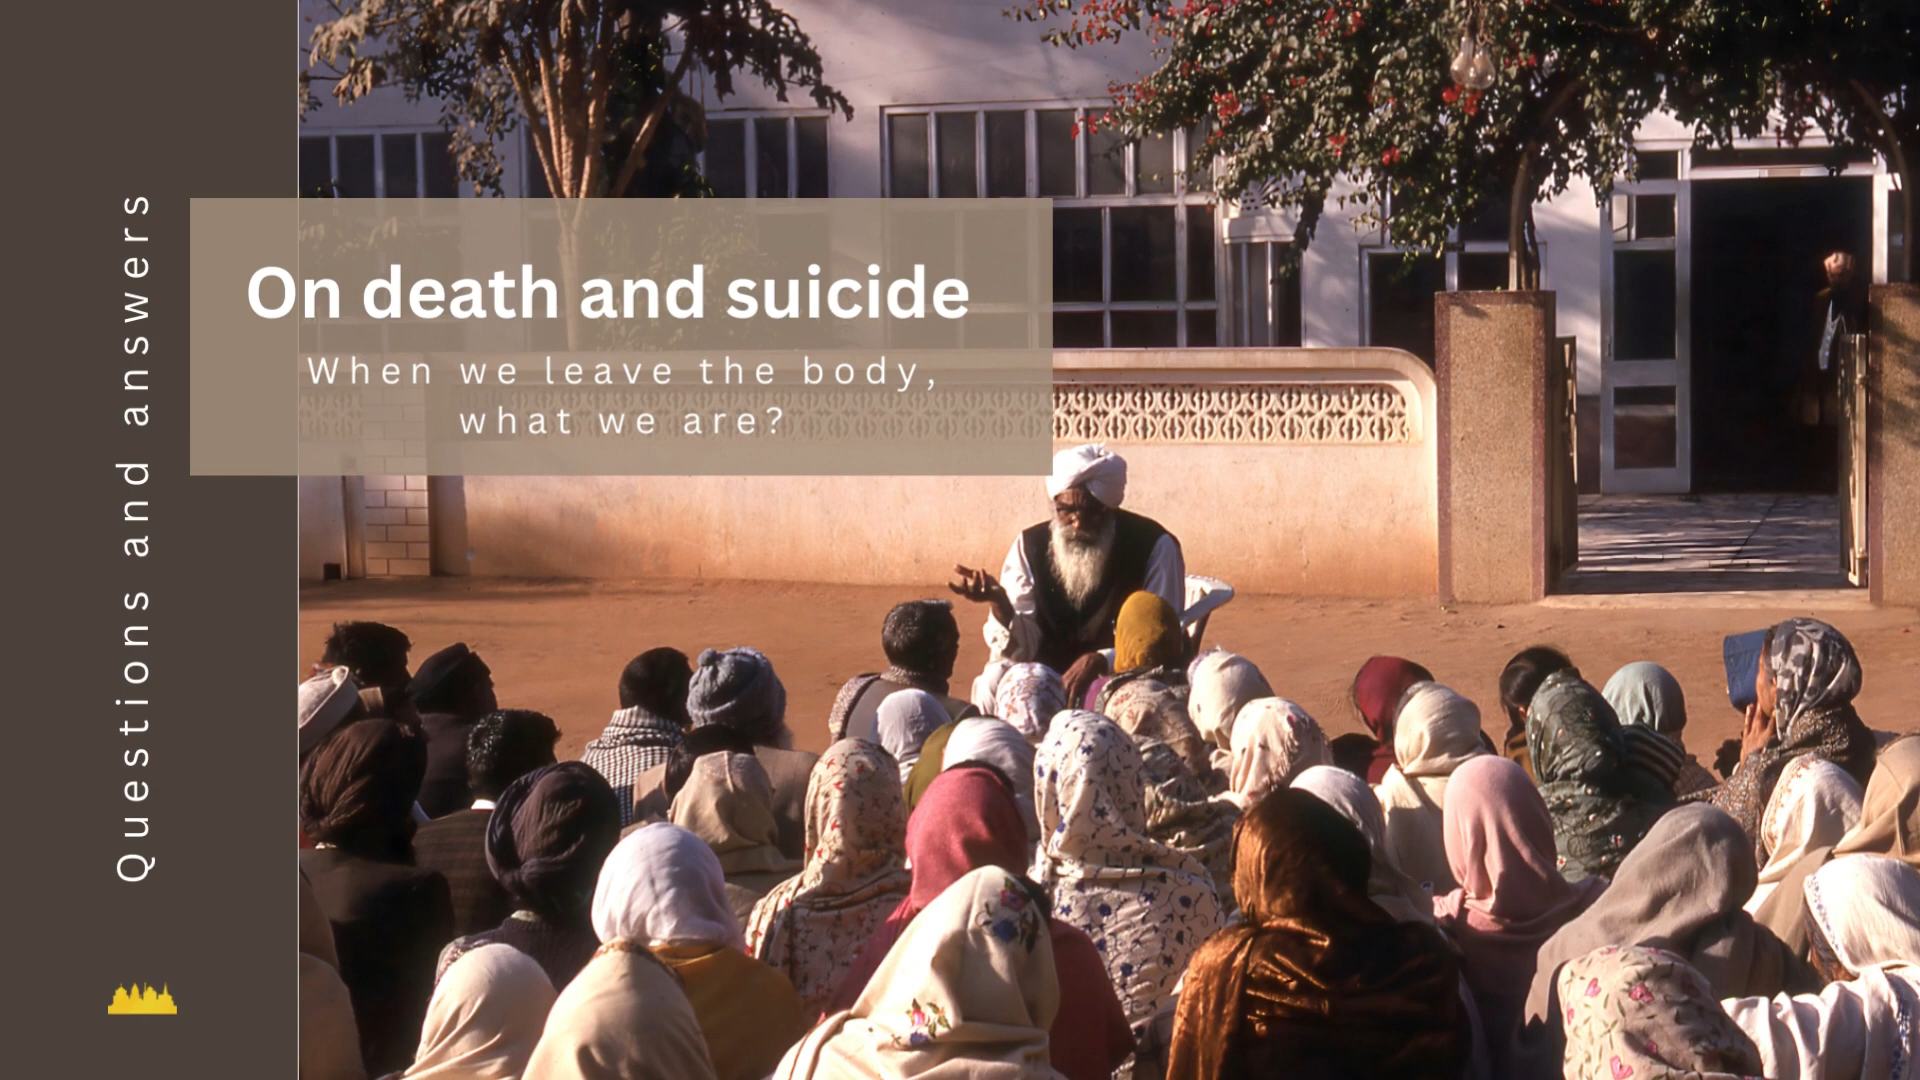 Questions and answers
On death and suicide
When we leave the body,
what we are?